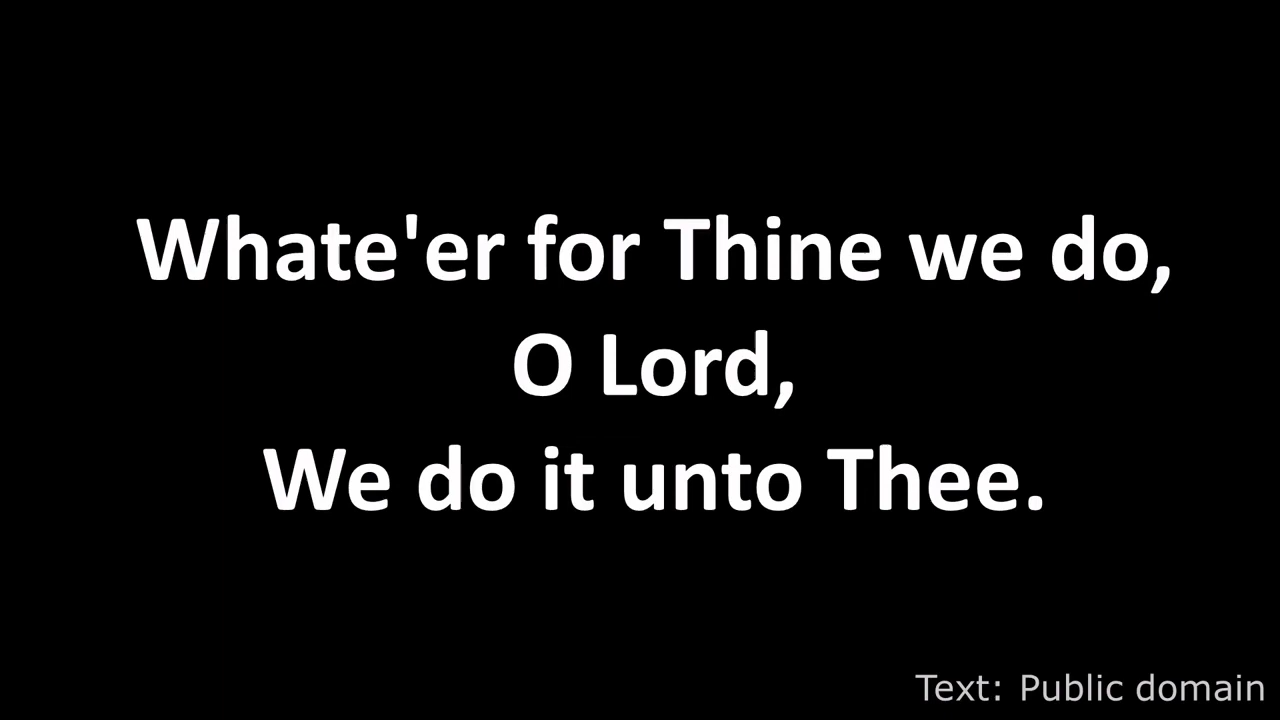 Whate'er for Thine we do,
O Lord,
We do it unto Thee.
Text: Public domain